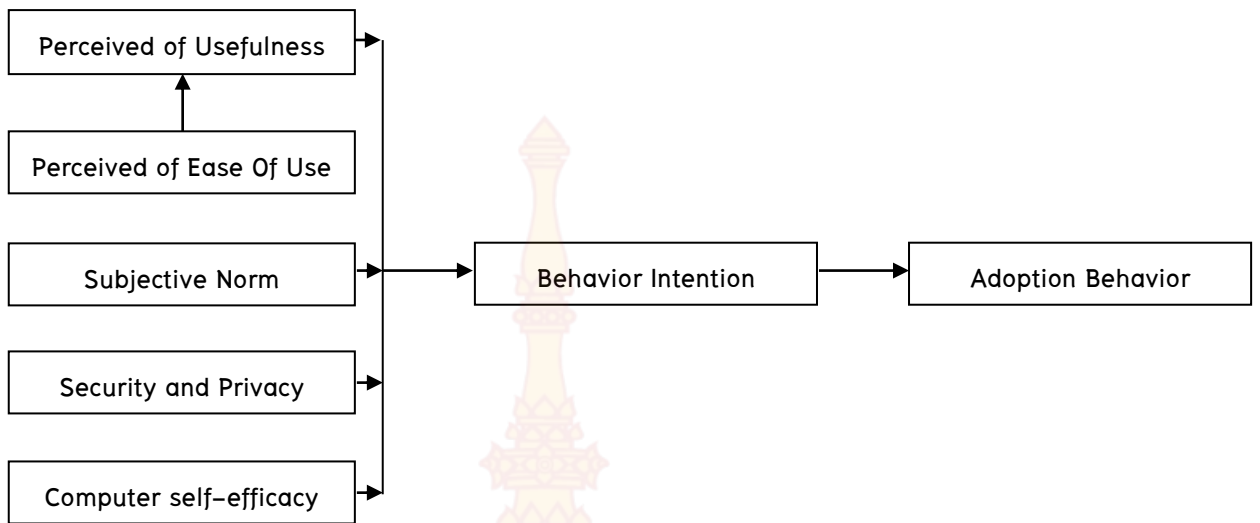 Perceived of Usefulness
Perceived of Ease Of Use
Subjective Norm
Behavior Intention
Adoption Behavior
Security and Privacy
Computer self-efficacy